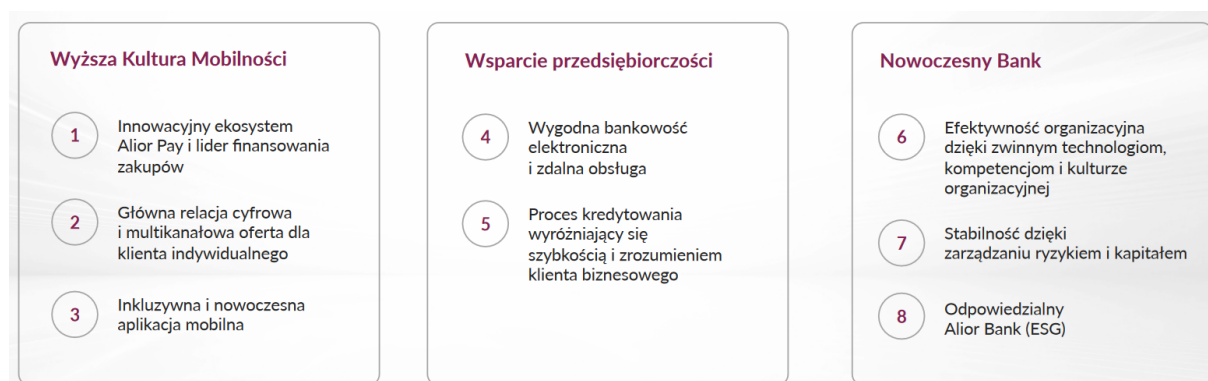 Wyższa Kultura Mobilności
1
Innowacyjny ekosystem
Alior Pay i lider finansowania
zakupów
2
Główna relacja cyfrowa
i multikanałowa oferta dla
klienta indywidualnego
3
Inkluzywna i nowoczesna
aplikacja mobilna
Wsparcie przedsiębiorczości
4
Wygodna bankowość
elektroniczna
i zdalna obsługa
5
Proces kredytowania
wyróżniający się
szybkością i zrozumieniem
klienta biznesowego
Nowoczesny Bank
6
Efektywność organizacyjna
dzięki zwinnym technologiom,
kompetencjom i kulturze
organizacyjnej
7
Stabilność dzięki
zarządzaniu ryzykiem i kapitałem
8
Odpowiedzialny
Alior Bank (ESG)